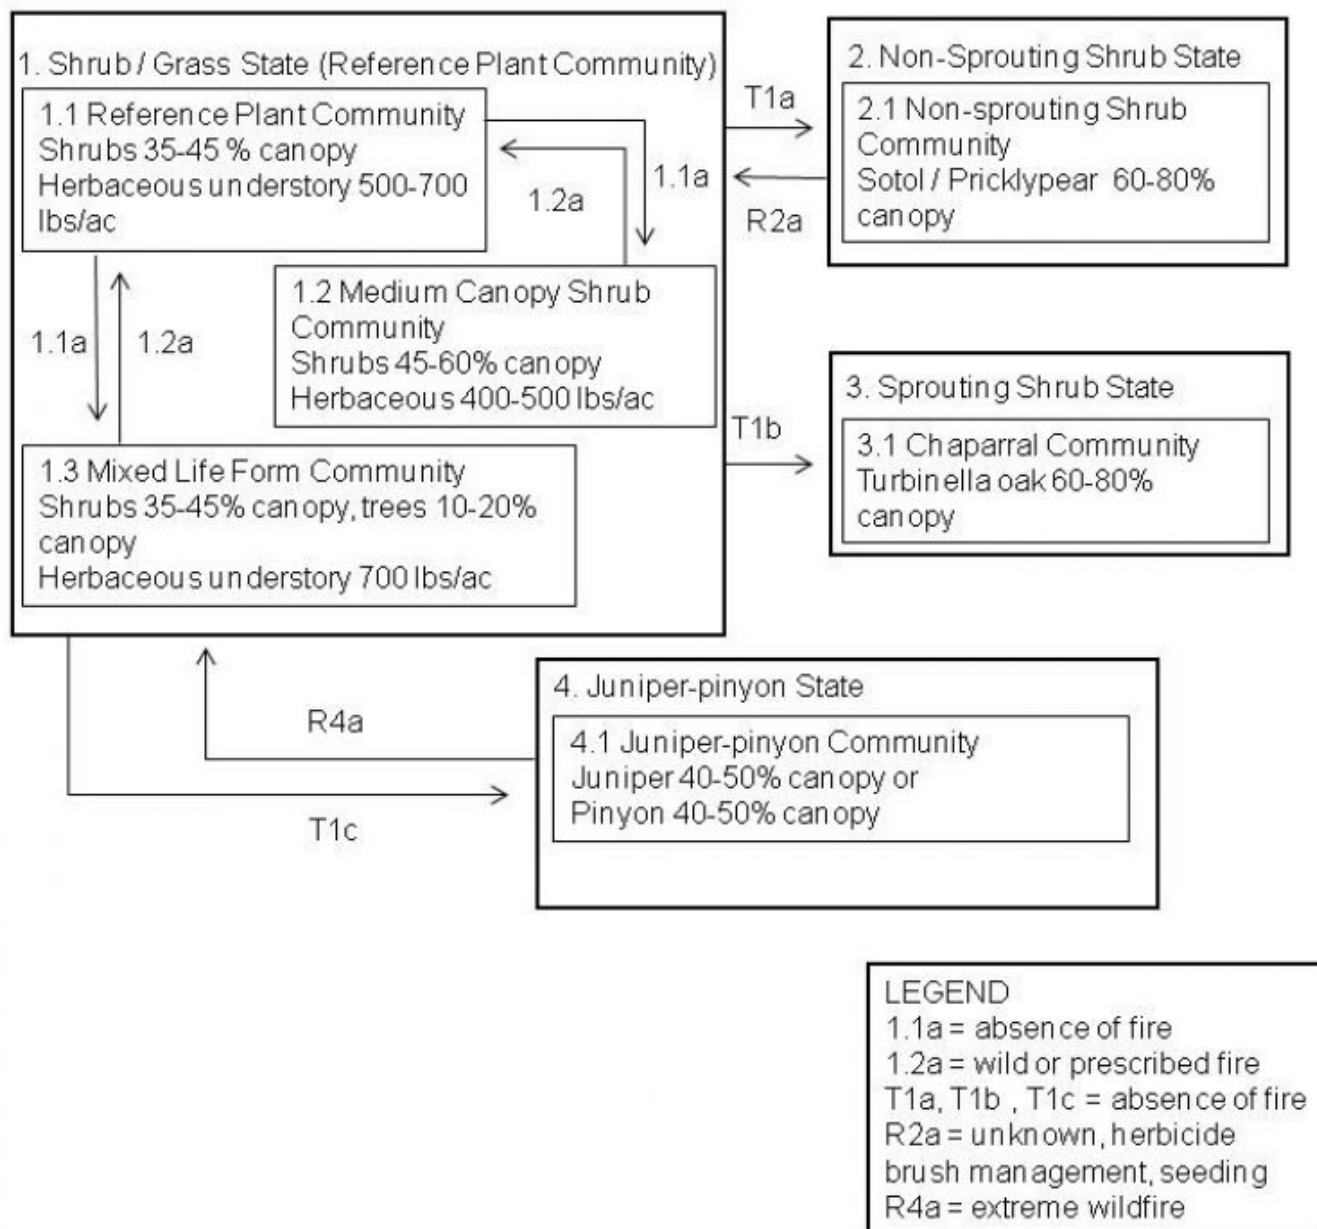 1. Shrub / Grass State (Reference Plant Community)
1.1 Reference Plant Community
Shrubs 35-45 % canopy
Herbaceous understory 500-700
lbs/ac
1.1a
1.2a
1.2 Medium Canopy Shrub
Community
Shrubs 45-60% canopy
Herbaceous 400-500 lbs/ac
1.1a
1.2a
1.3 Mixed Life Form Community
Shrubs 35-45% canopy, trees 10-20%
canopy
Herbaceous understory 700 lbs/ac
T1a
R2a
2. Non-Sprouting Shrub State
2.1 Non-sprouting Shrub
Community
Sotol / Pricklypear 60-80%
canopy
T1b
3. Sprouting Shrub State
3.1 Chaparral Community
Turbinella oak 60-80%
canopy
R4a
T1c
4. Juniper-pinyon State
4.1 Juniper-pinyon Community
Juniper 40-50% canopy or
Pinyon 40-50% canopy
LEGEND
1.1a = absence of fire
1.2a = wild or prescribed fire
T1a, T1b , T1c = absence of fire
R2a = unknown, herbicide
brush management, seeding
R4a = extreme wildfire